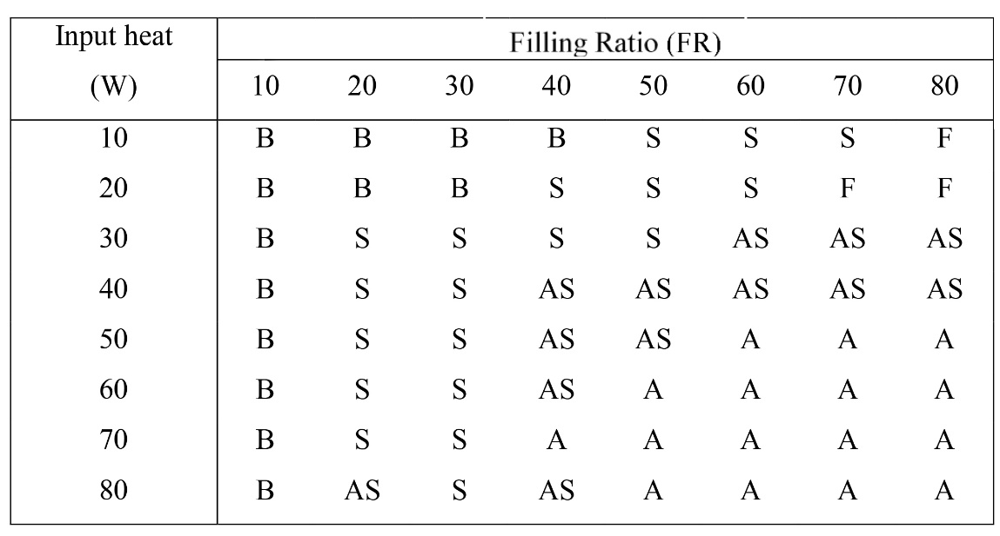 Input heat Filling Ratio (FR)
(W) 10 20 30 40 50 60 70 80
10 B B B B S S S F
20 B B B S S S F F
30 B S S S S AS AS AS
40 B S S AS AS AS AS AS
50 B S S AS AS A A A
60 B S S AS A A A A
70 B S S A A A A A
80 B AS S AS A A A A